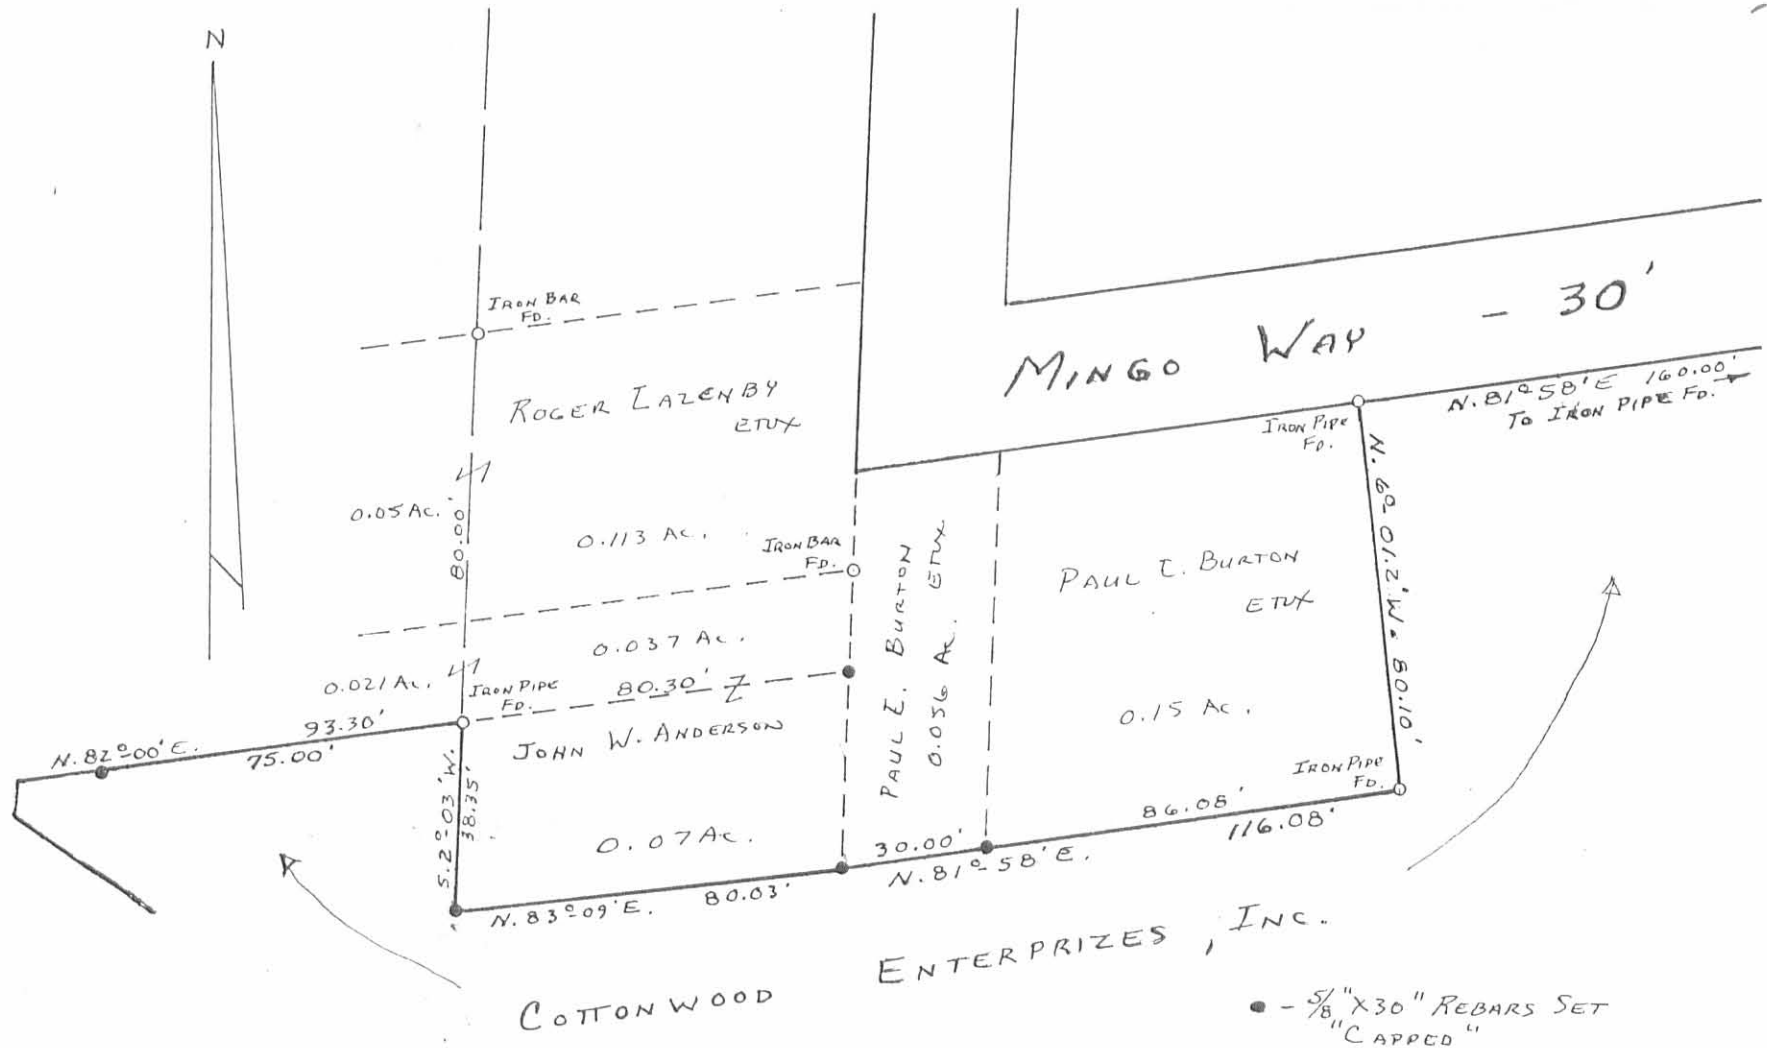 N
IRON BAR
FD.
ROGER LAZENBY
ETUX
0.05 Ac.
80.00'
0.113 Ac.
IRON BAR
FD.
0.037 Ac.
0.021 Ac.
IRON PIPE
FD.
80.30'
93.30'
N. 82°00' E.
75.00'
S. 2°03' W.
38.35'
JOHN W. ANDERSON
0.07 Ac.
N. 83°09' E.
80.03'
PAUL E. BURTON
ETUX
0.056 Ac.
30.00'
N. 81°58' E.
MINGO WAY - 30'
IRON PIPE
FD.
N. 81°58' E 160.00'
TO IRON PIPE FD.
N. 6° 01.2' W. 80.10'
PAUL E. BURTON
ETUX
0.15 Ac.
IRON PIPE
FD.
86.08'
116.08'
COTTONWOOD ENTERPRIZES, INC.
- 5/8" X 30" REBARS SET
"CAPPED"